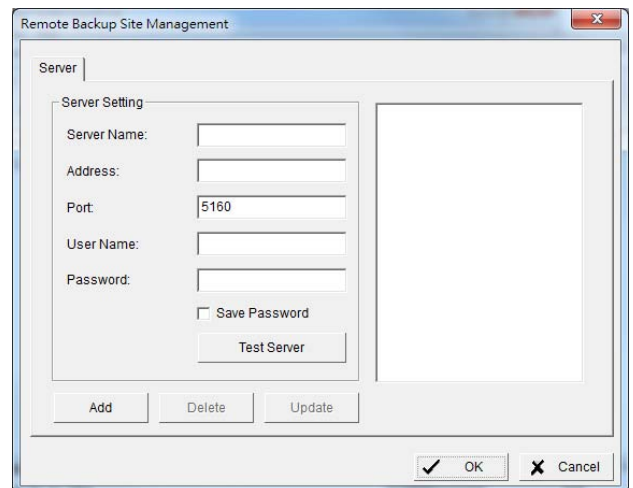 Remote Backup Site Management
Server
Server Setting
Server Name:
Address:
Port: 5160
User Name:
Password:
Save Password
Test Server
Add Delete Update
OK Cancel